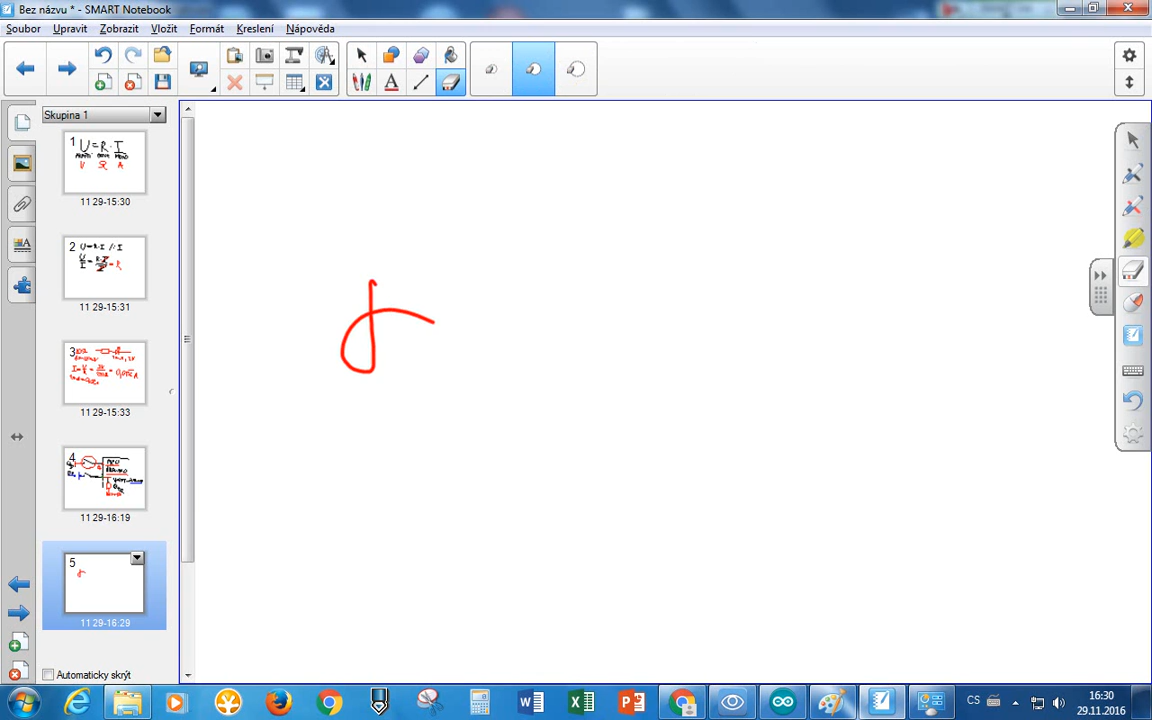 Bez názvu * - SMART Notebook
Soubor Upravit Zobrazit Vložit Formát Kreslení Nápověda
Skupina 1
1 U=R·I
V Ω A
11 29-15:30
2 U=R·I /:I
11 29-15:31
3
11 29-15:33
4
11 29-16:19
5
11 29-16:29
Automaticky skrýt
CS
16:30
29.11.2016